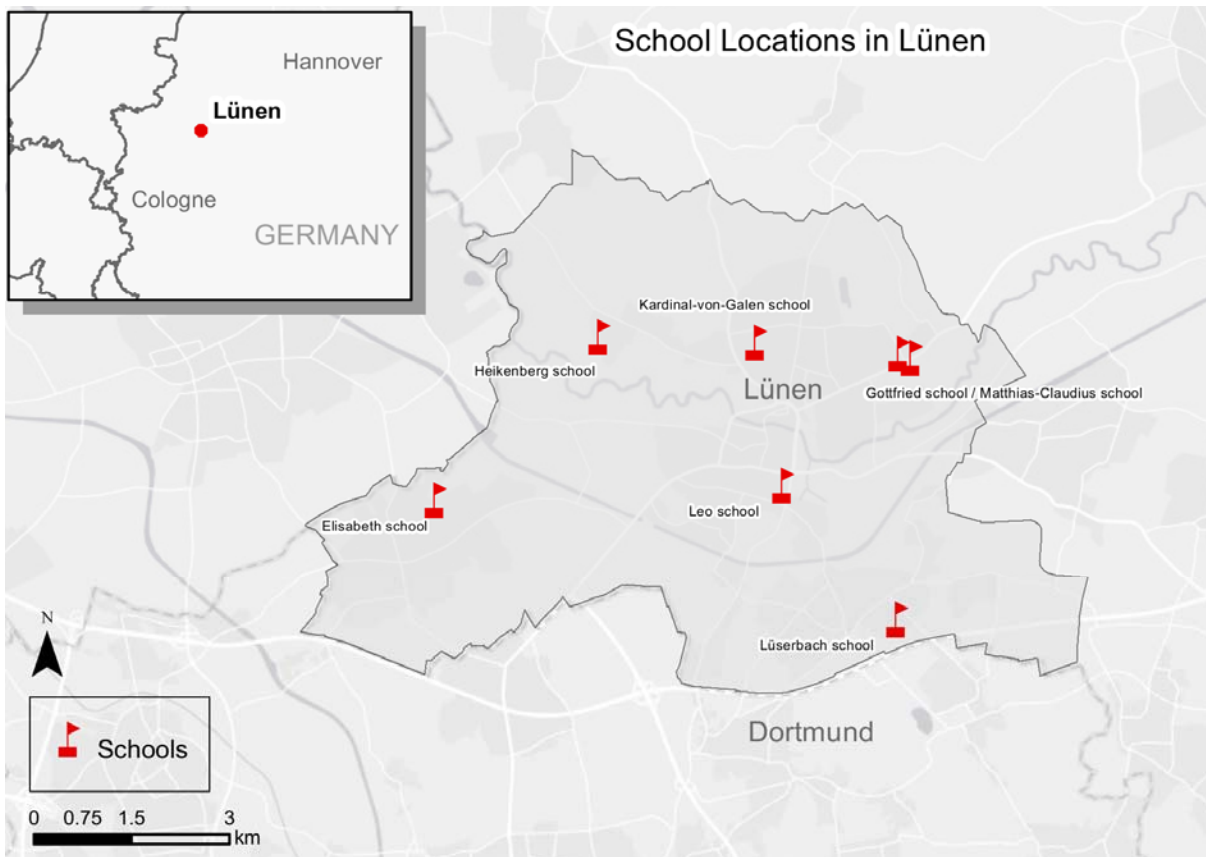 School Locations in Lünen
Hannover
Lünen
Cologne
GERMANY
Kardinal-von-Galen school
Heikenberg school
Lünen
Gottfried school / Matthias-Claudius school
Leo school
Elisabeth school
Lüserbach school
Dortmund
N
Schools
0 0.75 1.5 3
km